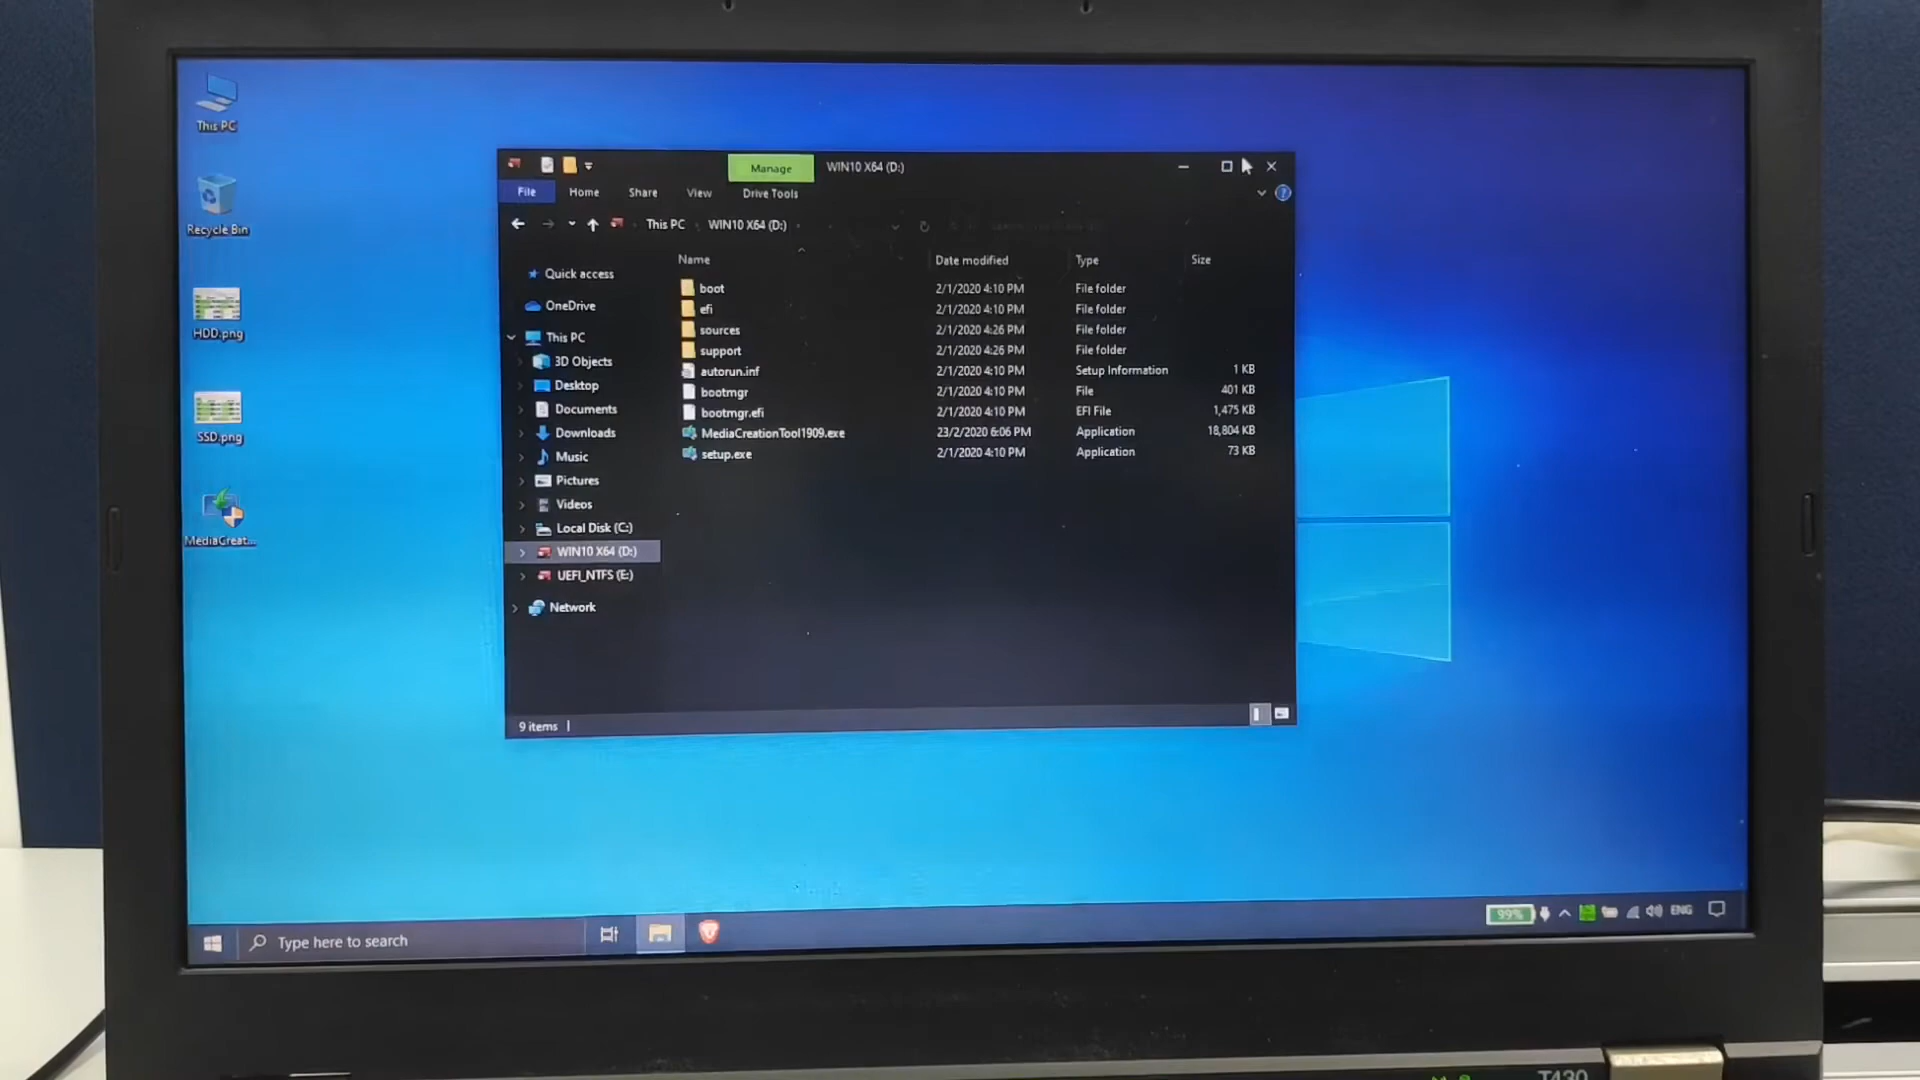 This PC
Recycle Bin
HDD.png
SSD.png
MediaCreat...
Manage
WIN10 X64 (D:)
File
Home
Share
View
Drive Tools
This PC
WIN10 X64 (D:)
Name
Date modified
Type
Size
Quick access
OneDrive
This PC
3D Objects
Desktop
Documents
Downloads
Music
Pictures
Videos
Local Disk (C:)
WIN10 X64 (D:)
UEFI_NTFS (E:)
Network
boot 2/1/2020 4:10 PM File folder
efi 2/1/2020 4:10 PM File folder
sources 2/1/2020 4:26 PM File folder
support 2/1/2020 4:26 PM File folder
autorun.inf 2/1/2020 4:10 PM Setup Information 1 KB
bootmgr 2/1/2020 4:10 PM File 401 KB
bootmgr.efi 2/1/2020 4:10 PM EFI File 1,475 KB
MediaCreationTool1909.exe 23/2/2020 6:06 PM Application 18,804 KB
setup.exe 2/1/2020 4:10 PM Application 73 KB
9 items
Type here to search
99%
ENG
T430